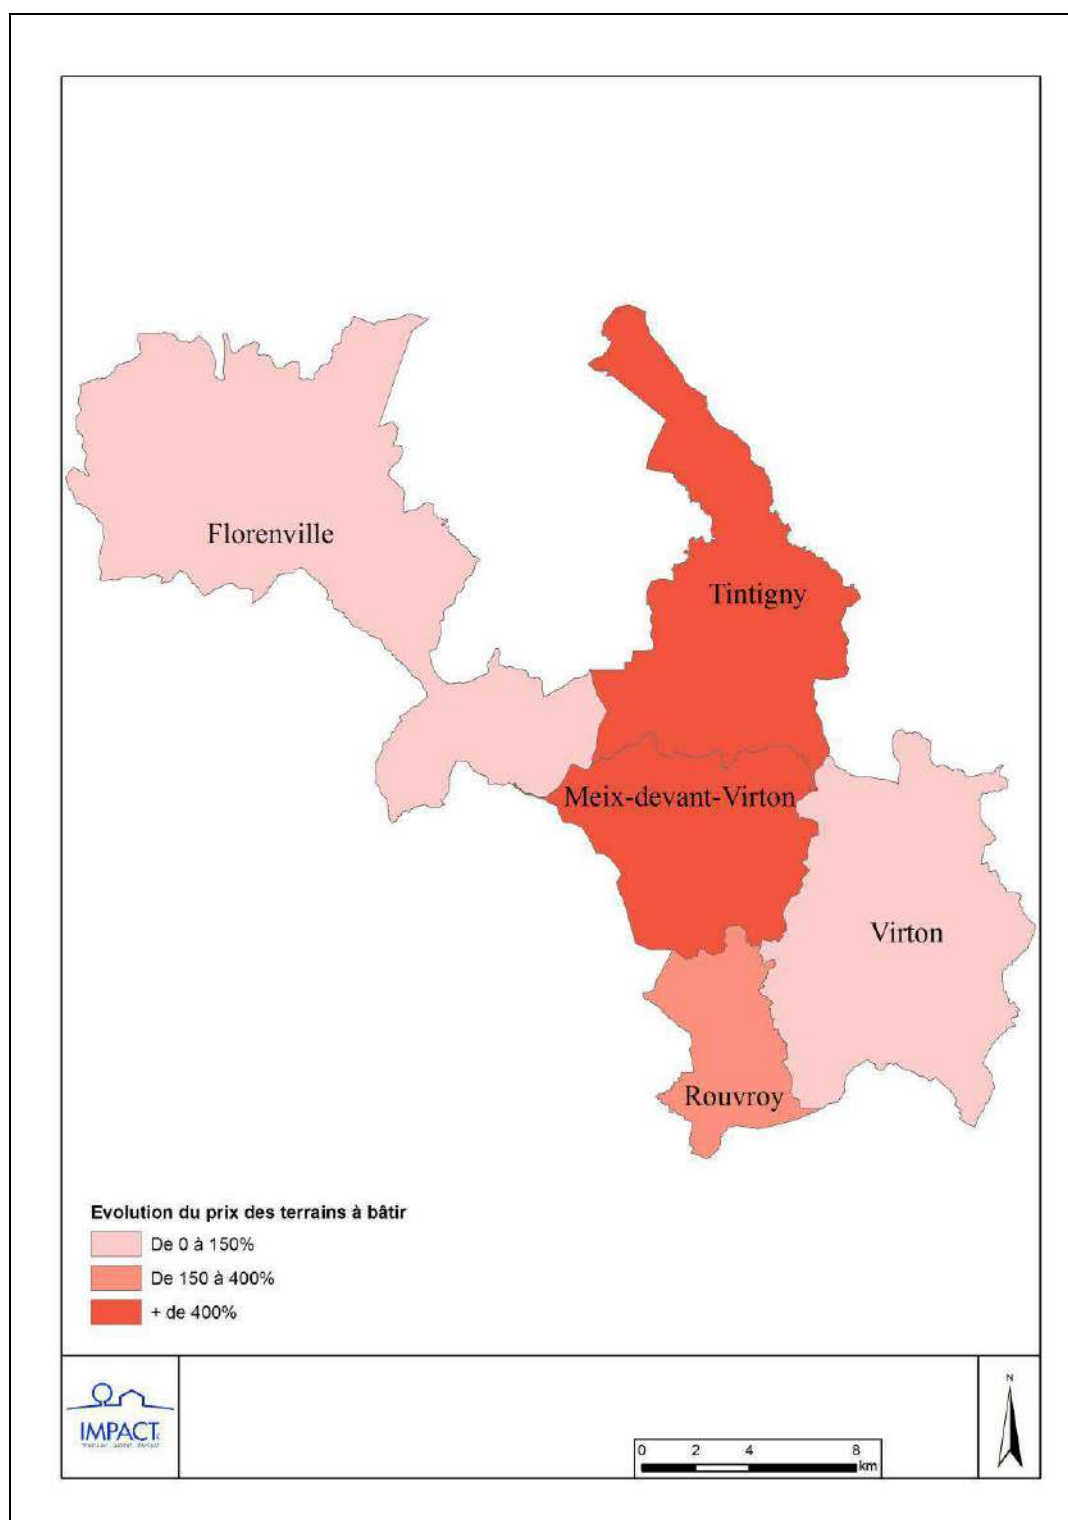 Florenville
Tintigny
Meix-devant-Virton
Virton
Rouvroy
Evolution du prix des terrains à bâtir
De 0 à 150%
De 150 à 400%
+ de 400%
IMPACT
N
0 2 4 8
km